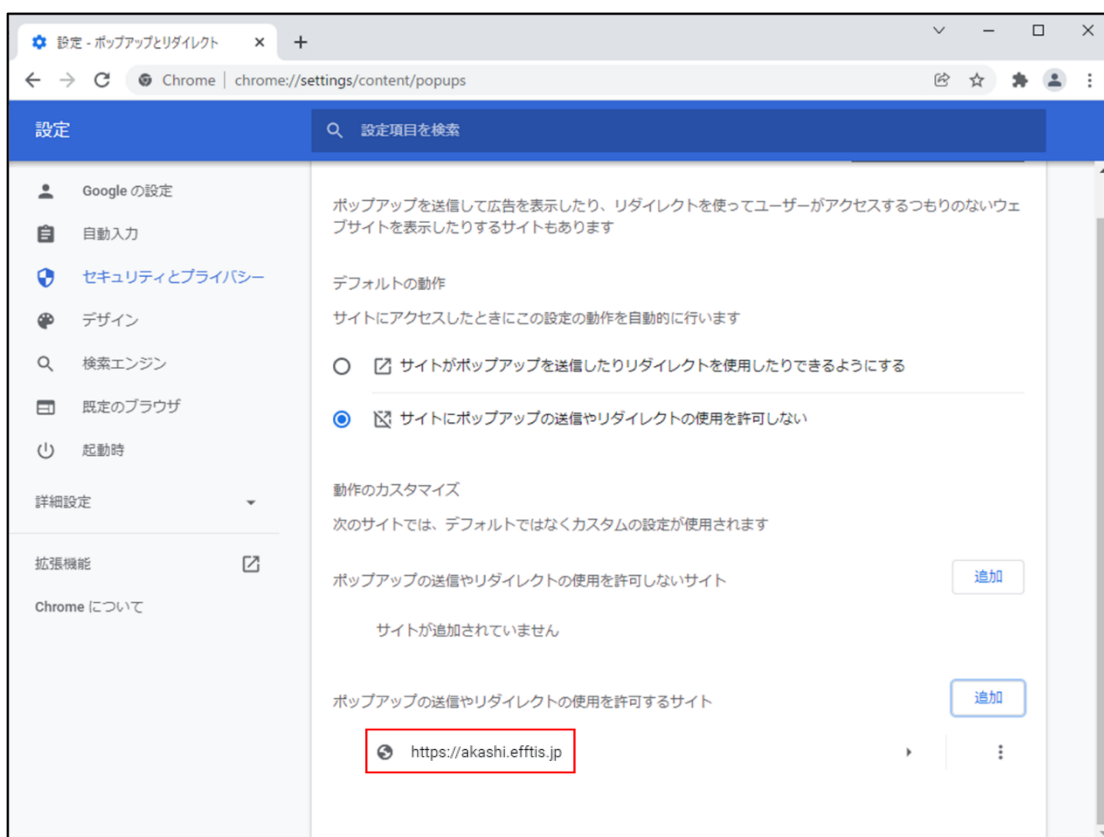 設定 - ポップアップとリダイレクト
Chrome | chrome://settings/content/popups
設定
設定項目を検索
Google の設定
自動入力
セキュリティとプライバシー
デザイン
検索エンジン
既定のブラウザ
起動時
詳細設定
拡張機能
Chrome について
ポップアップを送信して広告を表示したり、リダイレクトを使ってユーザーがアクセスするつもりのないウェ
ブサイトを表示したりするサイトもあります
デフォルトの動作
サイトにアクセスしたときにこの設定の動作を自動的に行います
サイトがポップアップを送信したりリダイレクトを使用したりできるようにする
サイトにポップアップの送信やリダイレクトの使用を許可しない
動作のカスタマイズ
次のサイトでは、デフォルトではなくカスタムの設定が使用されます
ポップアップの送信やリダイレクトの使用を許可しないサイト
追加
サイトが追加されていません
ポップアップの送信やリダイレクトの使用を許可するサイト
追加
https://akashi.efftis.jp